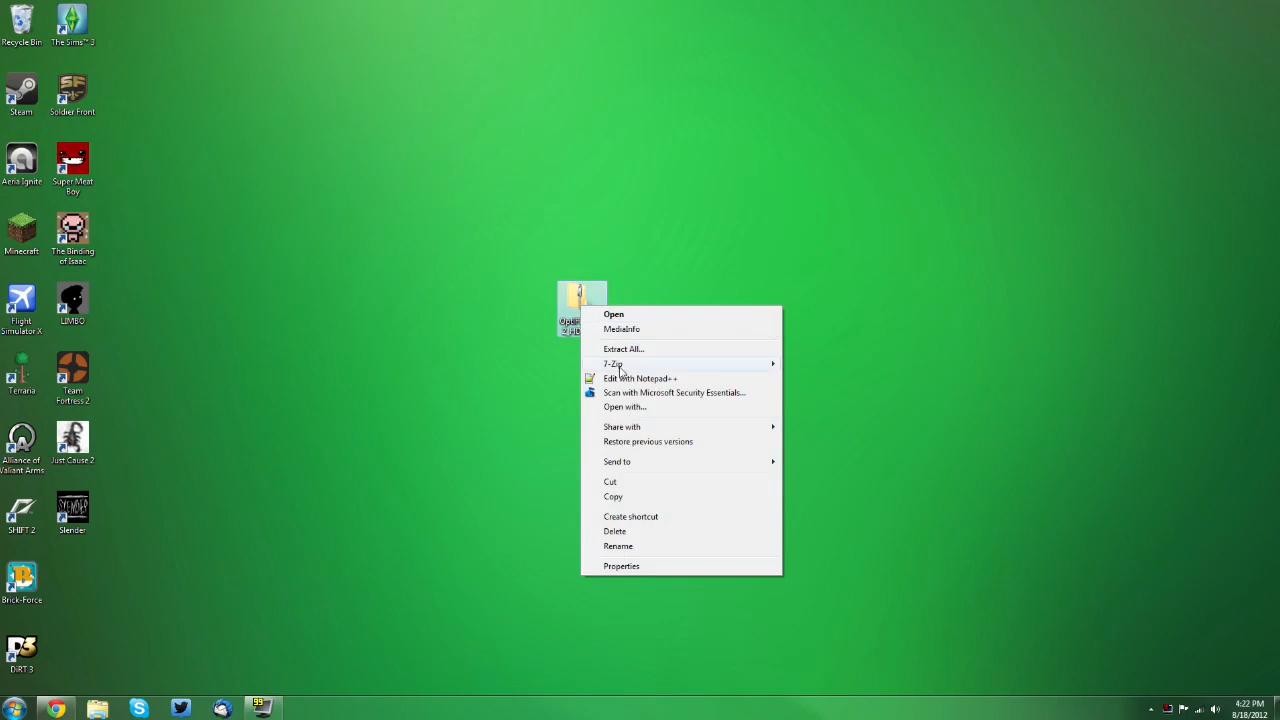 Recycle Bin
The Sims™ 3
Steam
Soldier Front
Aeria Ignite
Super Meat
Boy
Minecraft
The Binding
of Isaac
Flight
Simulator X
LIMBO
Terraria
Team
Fortress 2
Alliance of
Valiant Arms
Just Cause 2
SHIFT 2
SLENDER
Slender
Brick-Force
D3
DiRT 3
Open
MediaInfo
Extract All...
7-Zip
Edit with Notepad++
Scan with Microsoft Security Essentials...
Open with...
Share with
Restore previous versions
Send to
Cut
Copy
Create shortcut
Delete
Rename
Properties
99
4:22 PM
8/18/2012